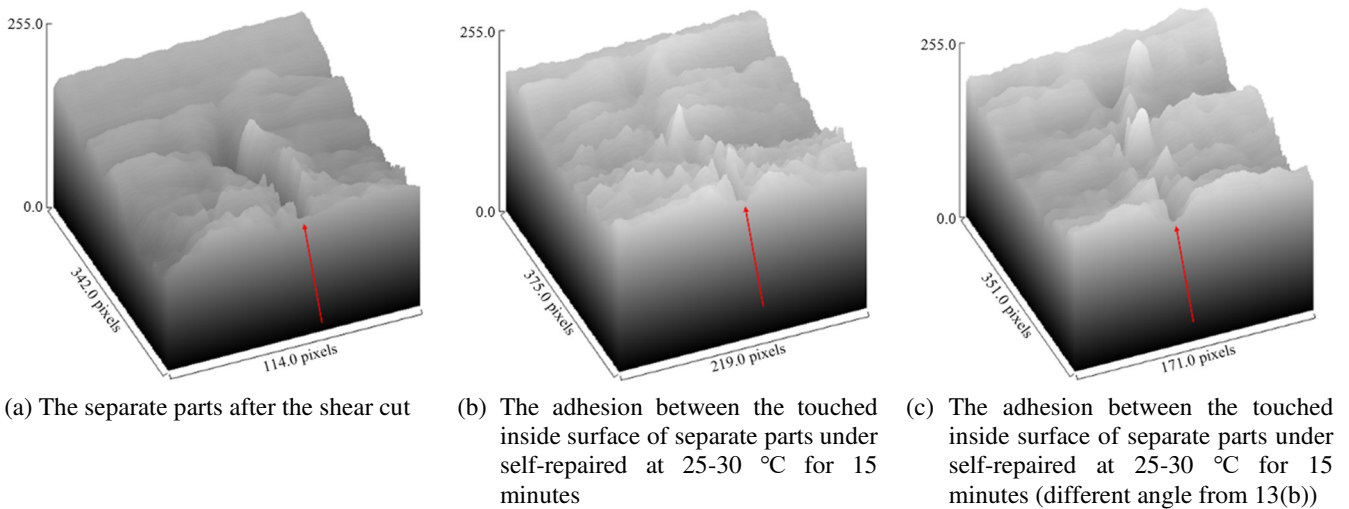 255.0
0.0
342.0 pixels
114.0 pixels
(a) The separate parts after the shear cut
255.0
0.0
375.0 pixels
219.0 pixels
(b) The adhesion between the touched
inside surface of separate parts under
self-repaired at 25-30 ℃ for 15
minutes
255.0
0.0
351.0 pixels
171.0 pixels
(c) The adhesion between the touched
inside surface of separate parts under
self-repaired at 25-30 ℃ for 15
minutes (different angle from 13(b))